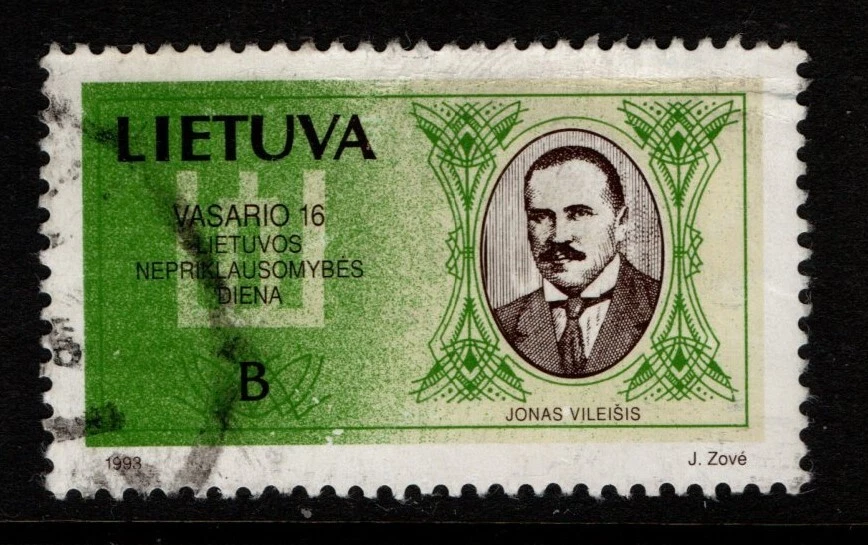 LIETUVA
VASARIO 16
LIETUVOS
NEPRIKLAUSOMYBĖS
DIENA
B
JONAS VILEIŠIS
1993
J. Zové